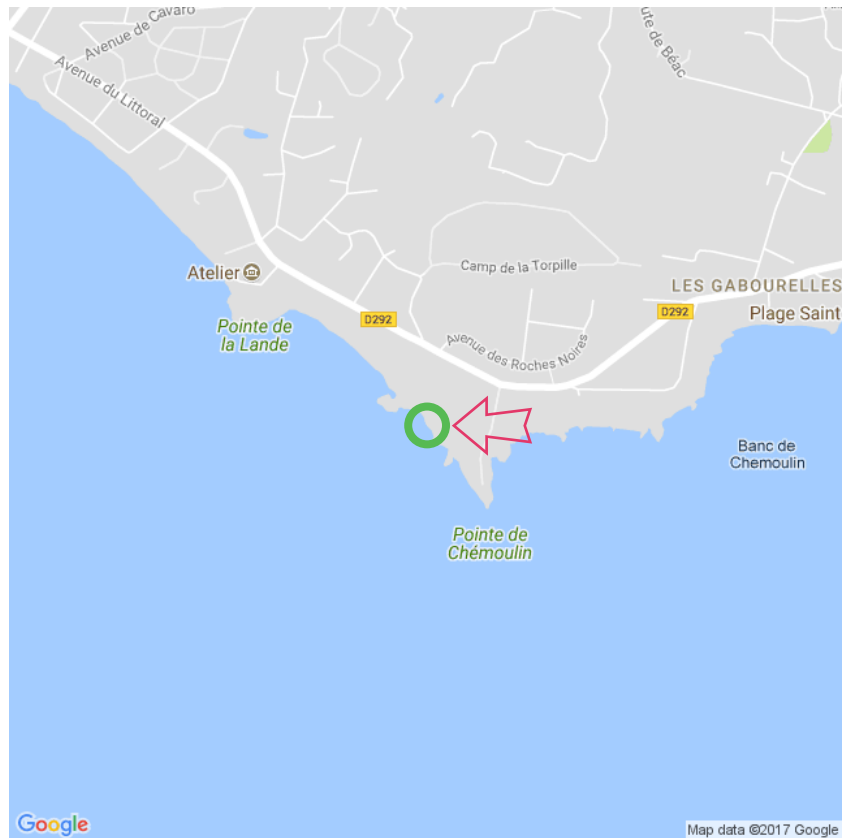 Avenue de Cavaro
Avenue du Littoral
ute de Béac
Atelier
Camp de la Torpille
LES GABOURELLES
Plage Saint
D292
D292
Pointe de
la Lande
Avenue des Roches Noires
Banc de
Chemoulin
Pointe de
Chémoulin
Google
Map data ©2017 Google